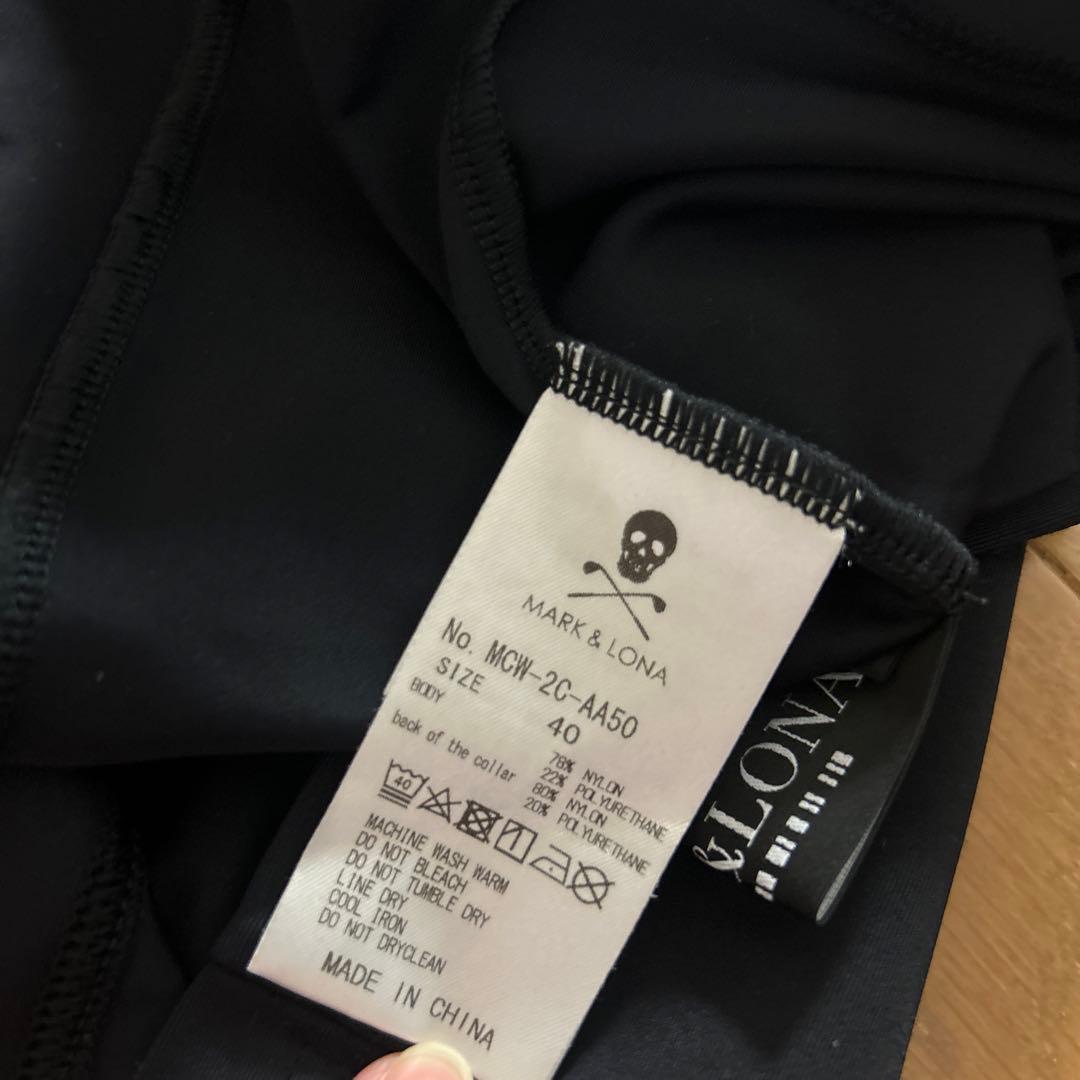 MARK & LONA
No. MCW-2C-AA50
SIZE 40
BODY 78% NYLON
22% POLYURETHANE
back of the collar 80% NYLON
20% POLYURETHANE
40
MACHINE WASH WARM
DO NOT BLEACH
DO NOT TUMBLE DRY
LINE DRY
COOL IRON
DO NOT DRYCLEAN
MADE IN CHINA
&LONA